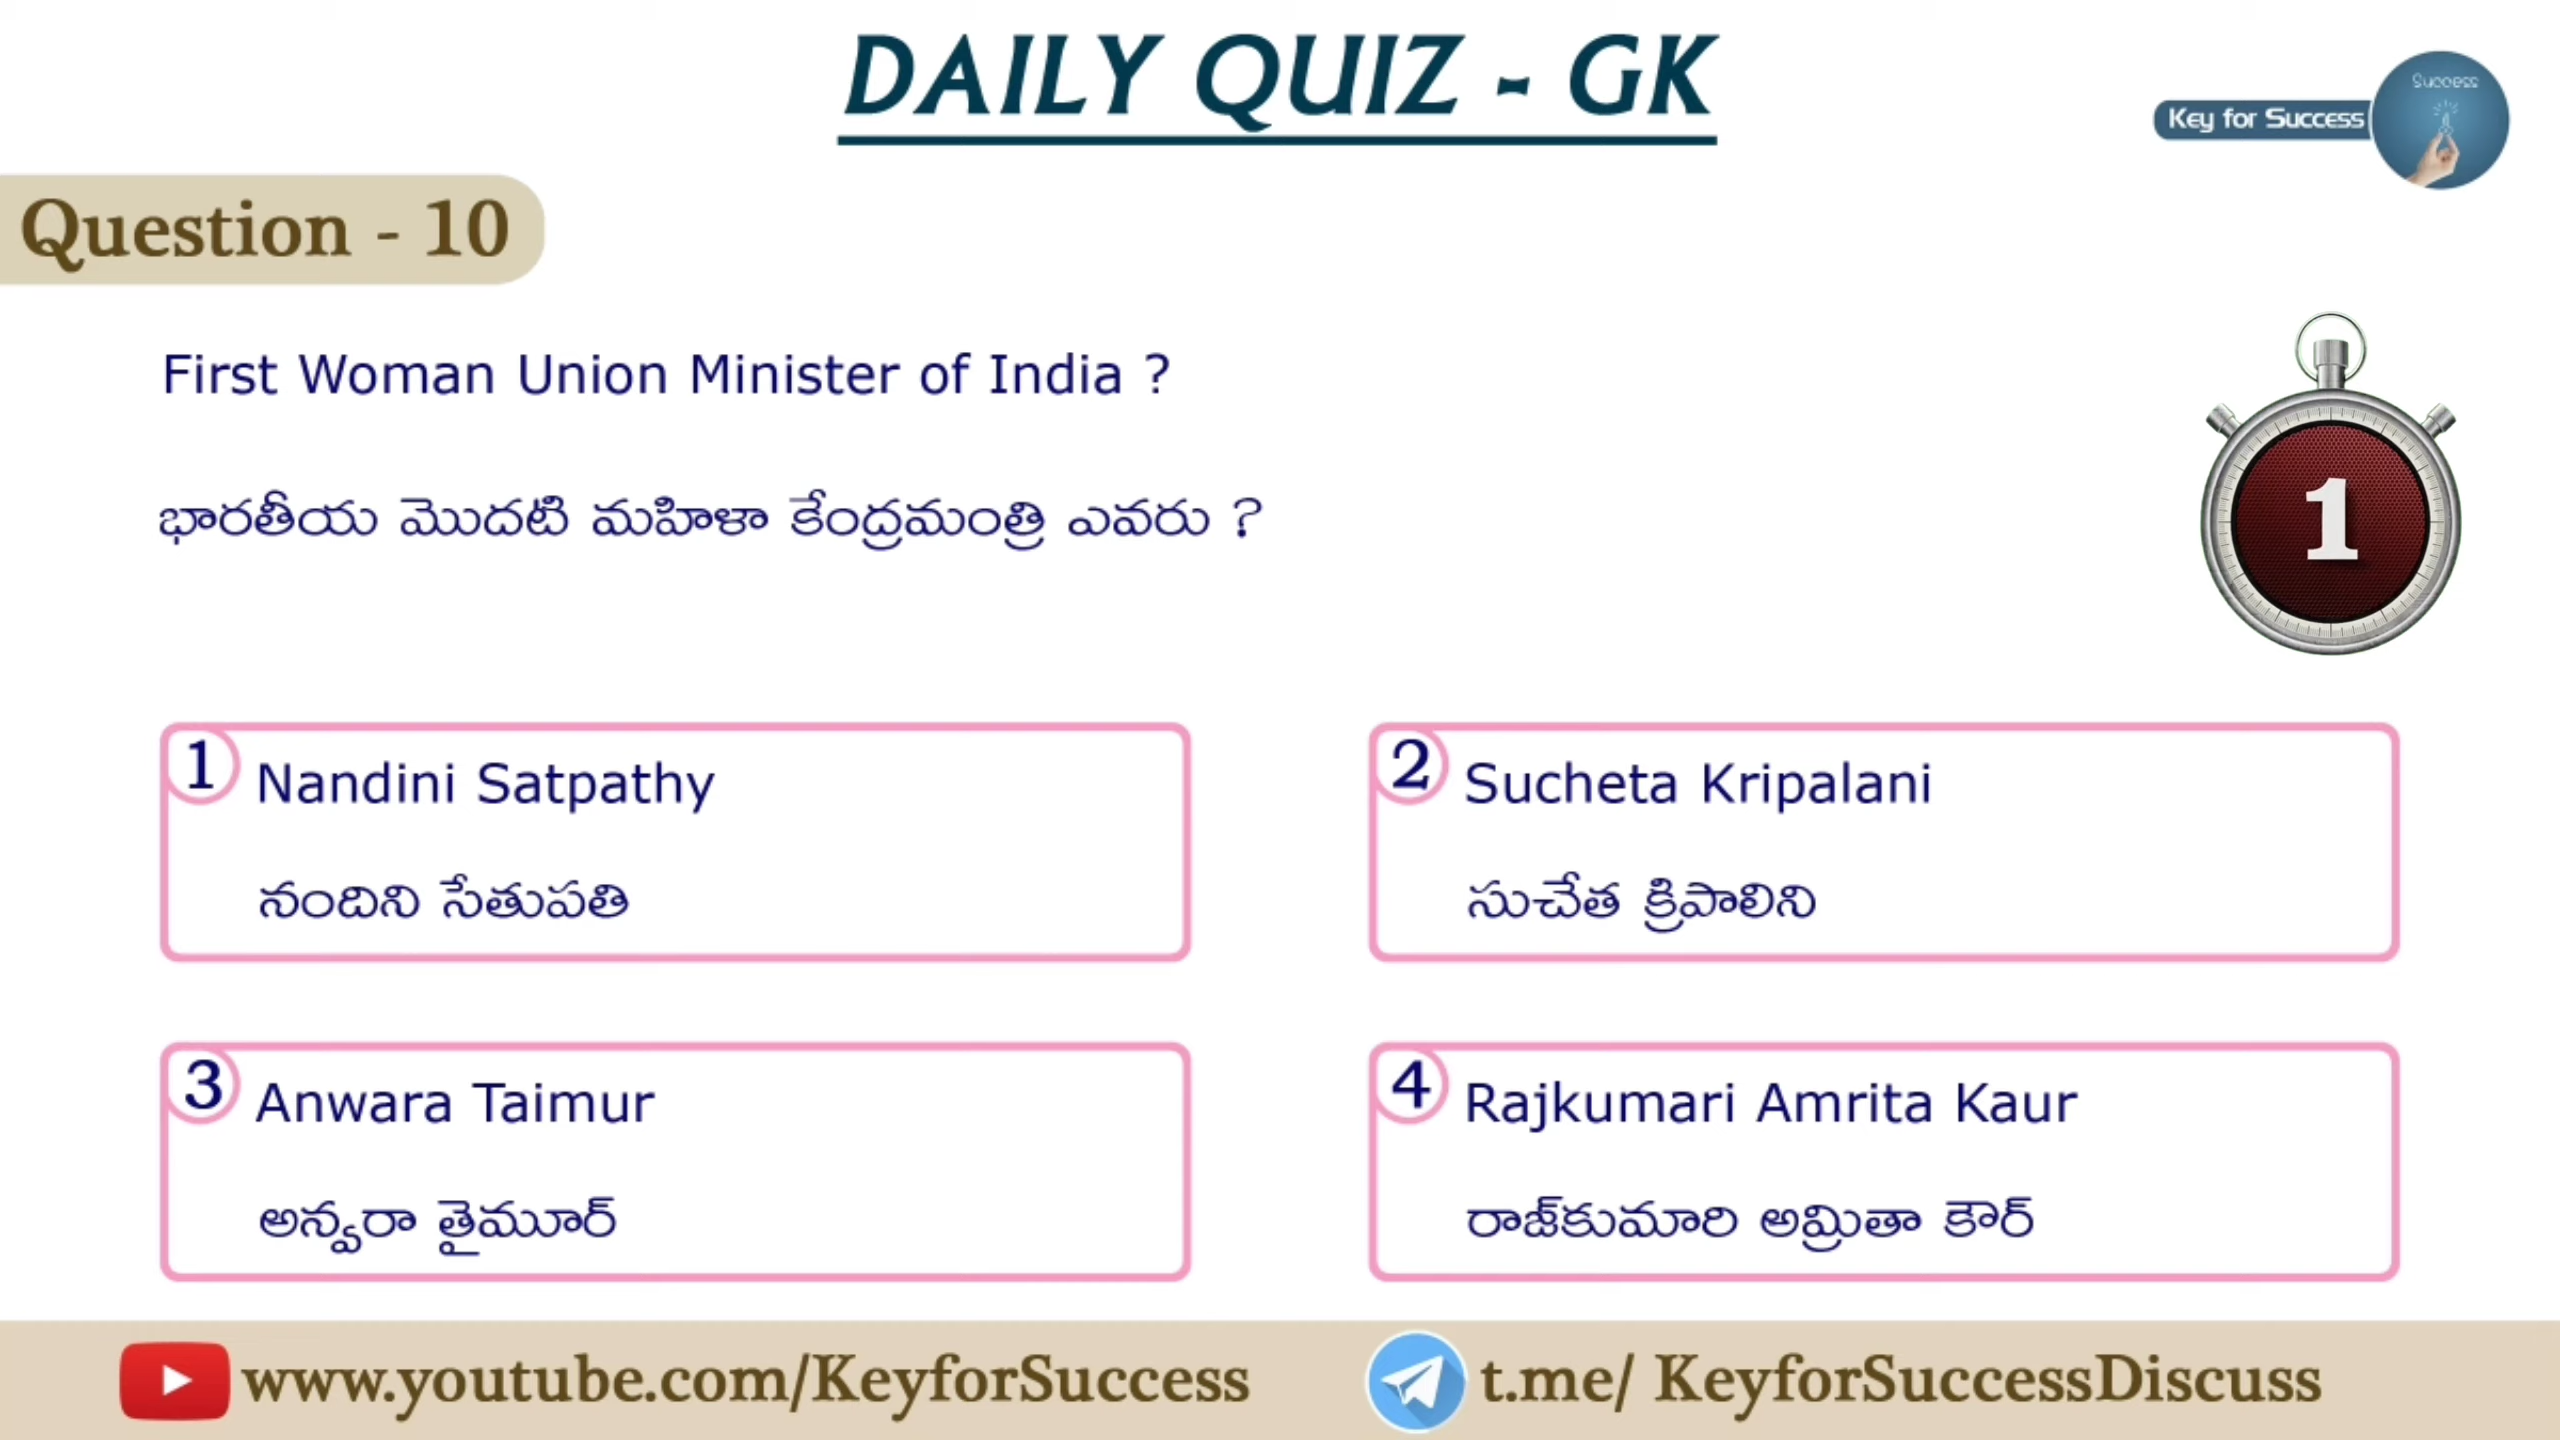 DAILY QUIZ - GK
Success
Key for Success
Question - 10
First Woman Union Minister of India ?
భారతీయ మొదటి మహిళా కేంద్రమంత్రి ఎవరు ?
1
1
Nandini Satpathy
నందిని సేతుపతి
2
Sucheta Kripalani
సుచేత క్రిపాలిని
3
Anwara Taimur
అన్వరా తైమూర్
4
Rajkumari Amrita Kaur
రాజ్‌కుమారి అమ్రితా కౌర్
www.youtube.com/KeyforSuccess
t.me/ KeyforSuccessDiscuss